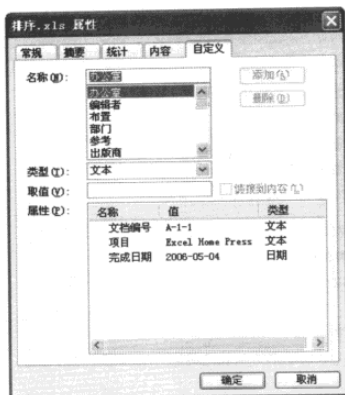 排序.xls 属性
常规 摘要 统计 内容 自定义
名称(N): 办公室 添加(A)
办公室 删除(D)
编辑者
布置
部门
参考
出版商
类型(T): 文本
取值(V): 链接到内容(L)
属性(P): 名称 值 类型
文档编号 A-1-1 文本
项目 Excel Home Press 文本
完成日期 2006-05-04 日期
确定 取消